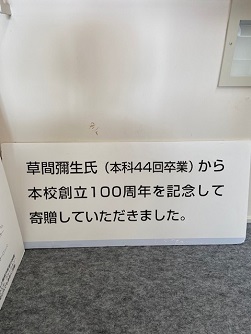 草間彌生氏（本科44回卒業）から
本校創立100周年を記念して
寄贈していただきました。